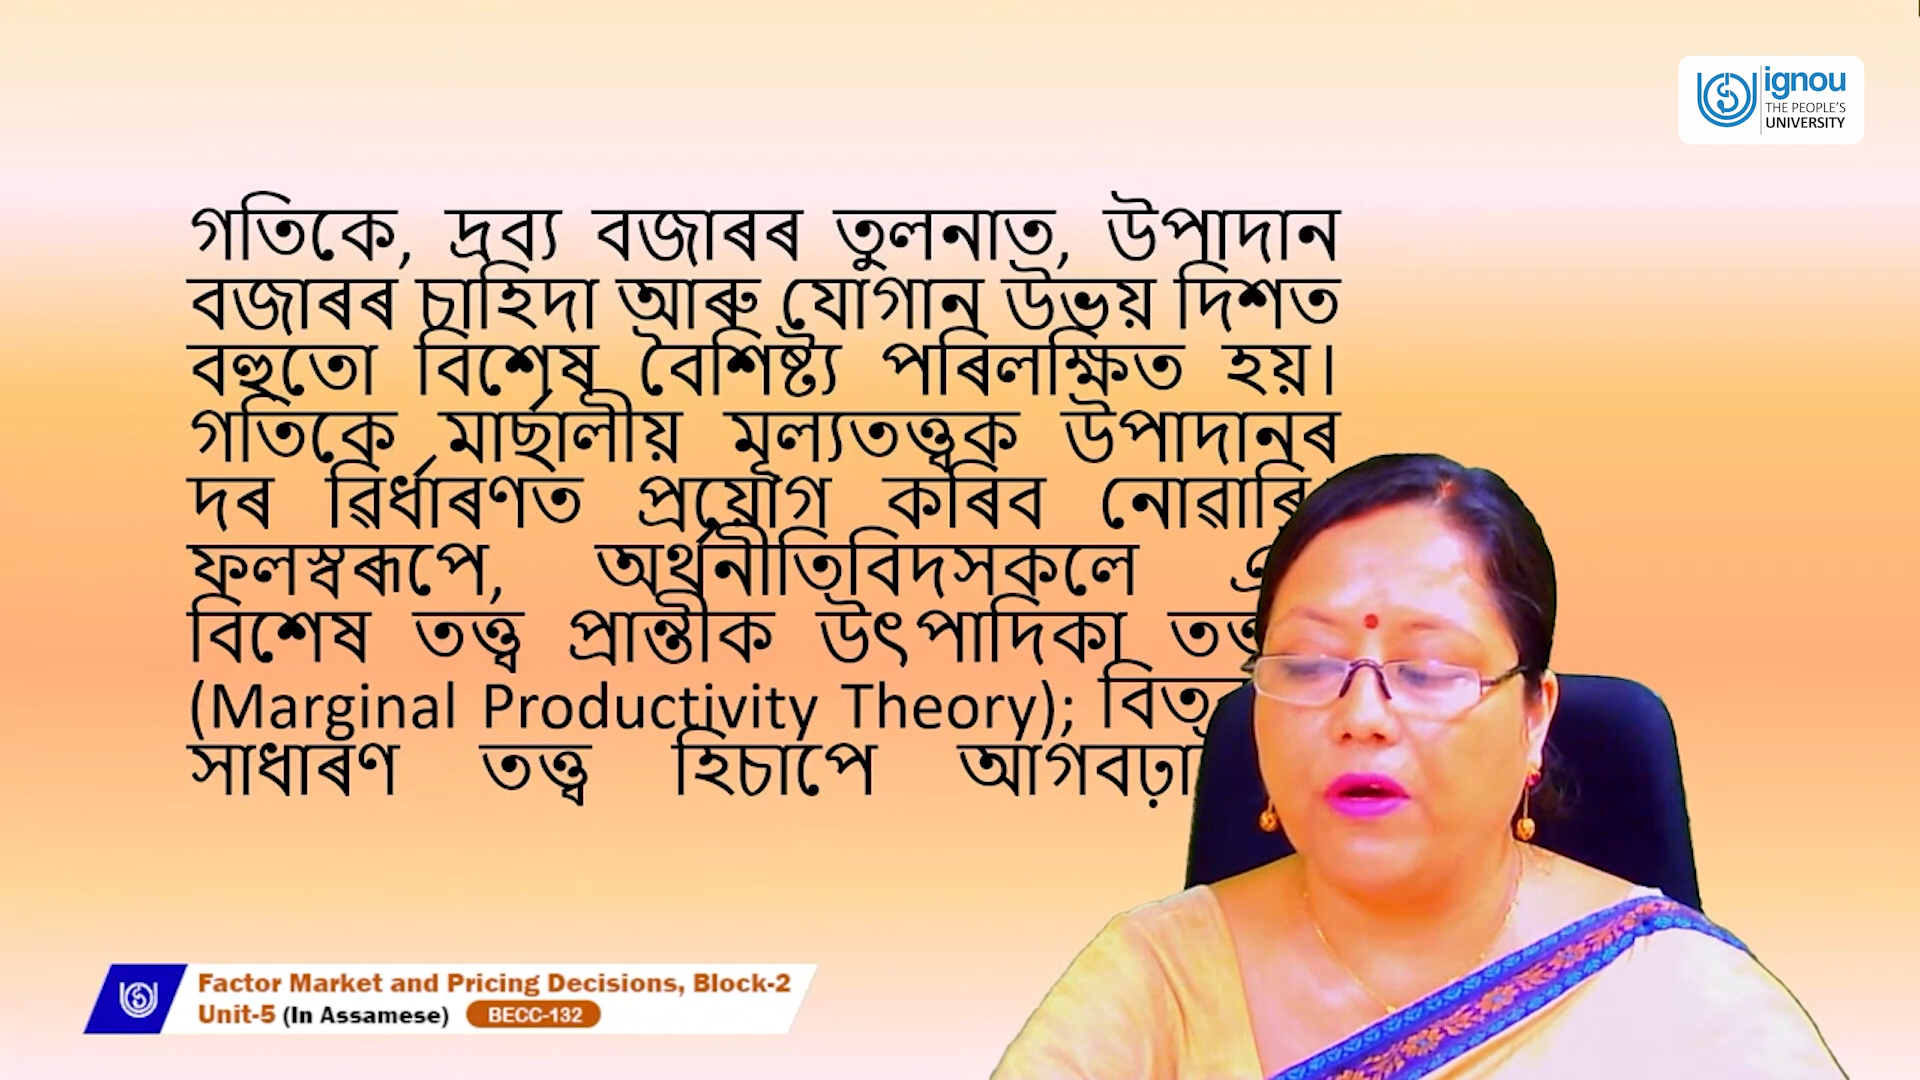 ignou
THE PEOPLE'S
UNIVERSITY
গতিকে, দ্ৰব্য বজাৰৰ তুলনাত, উপাদান
বজাৰৰ চাহিদা আৰু যোগান উভয় দিশত
বহুতো বিশেষ বৈশিষ্ট্য পৰিলক্ষিত হয়।
গতিকে মাৰ্ছালীয় মূল্যতত্ত্বক উপাদানৰ
দৰ ৱিৰ্ধাৰণত প্ৰয়োগ কৰিব
ফলস্বৰূপে, অৰ্থনীতিবিদসকলে
বিশেষ তত্ত্ব প্ৰান্তীক উৎপাদিকা
(Marginal Productivity Theory);
সাধাৰণ তত্ত্ব হিচাপে
Factor Market and Pricing Decisions, Block-2
Unit-5 (In Assamese) BECC-132